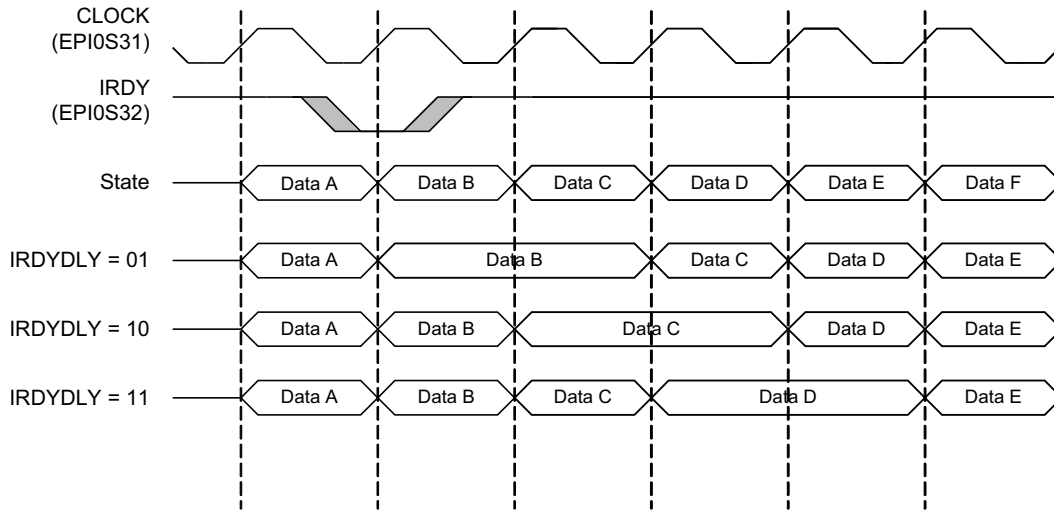 CLOCK
(EPI0S31)
IRDY
(EPI0S32)
State Data A Data B Data C Data D Data E Data F
IRDYDLY = 01 Data A Data B Data C Data D Data E
IRDYDLY = 10 Data A Data B Data C Data D Data E
IRDYDLY = 11 Data A Data B Data C Data D Data E